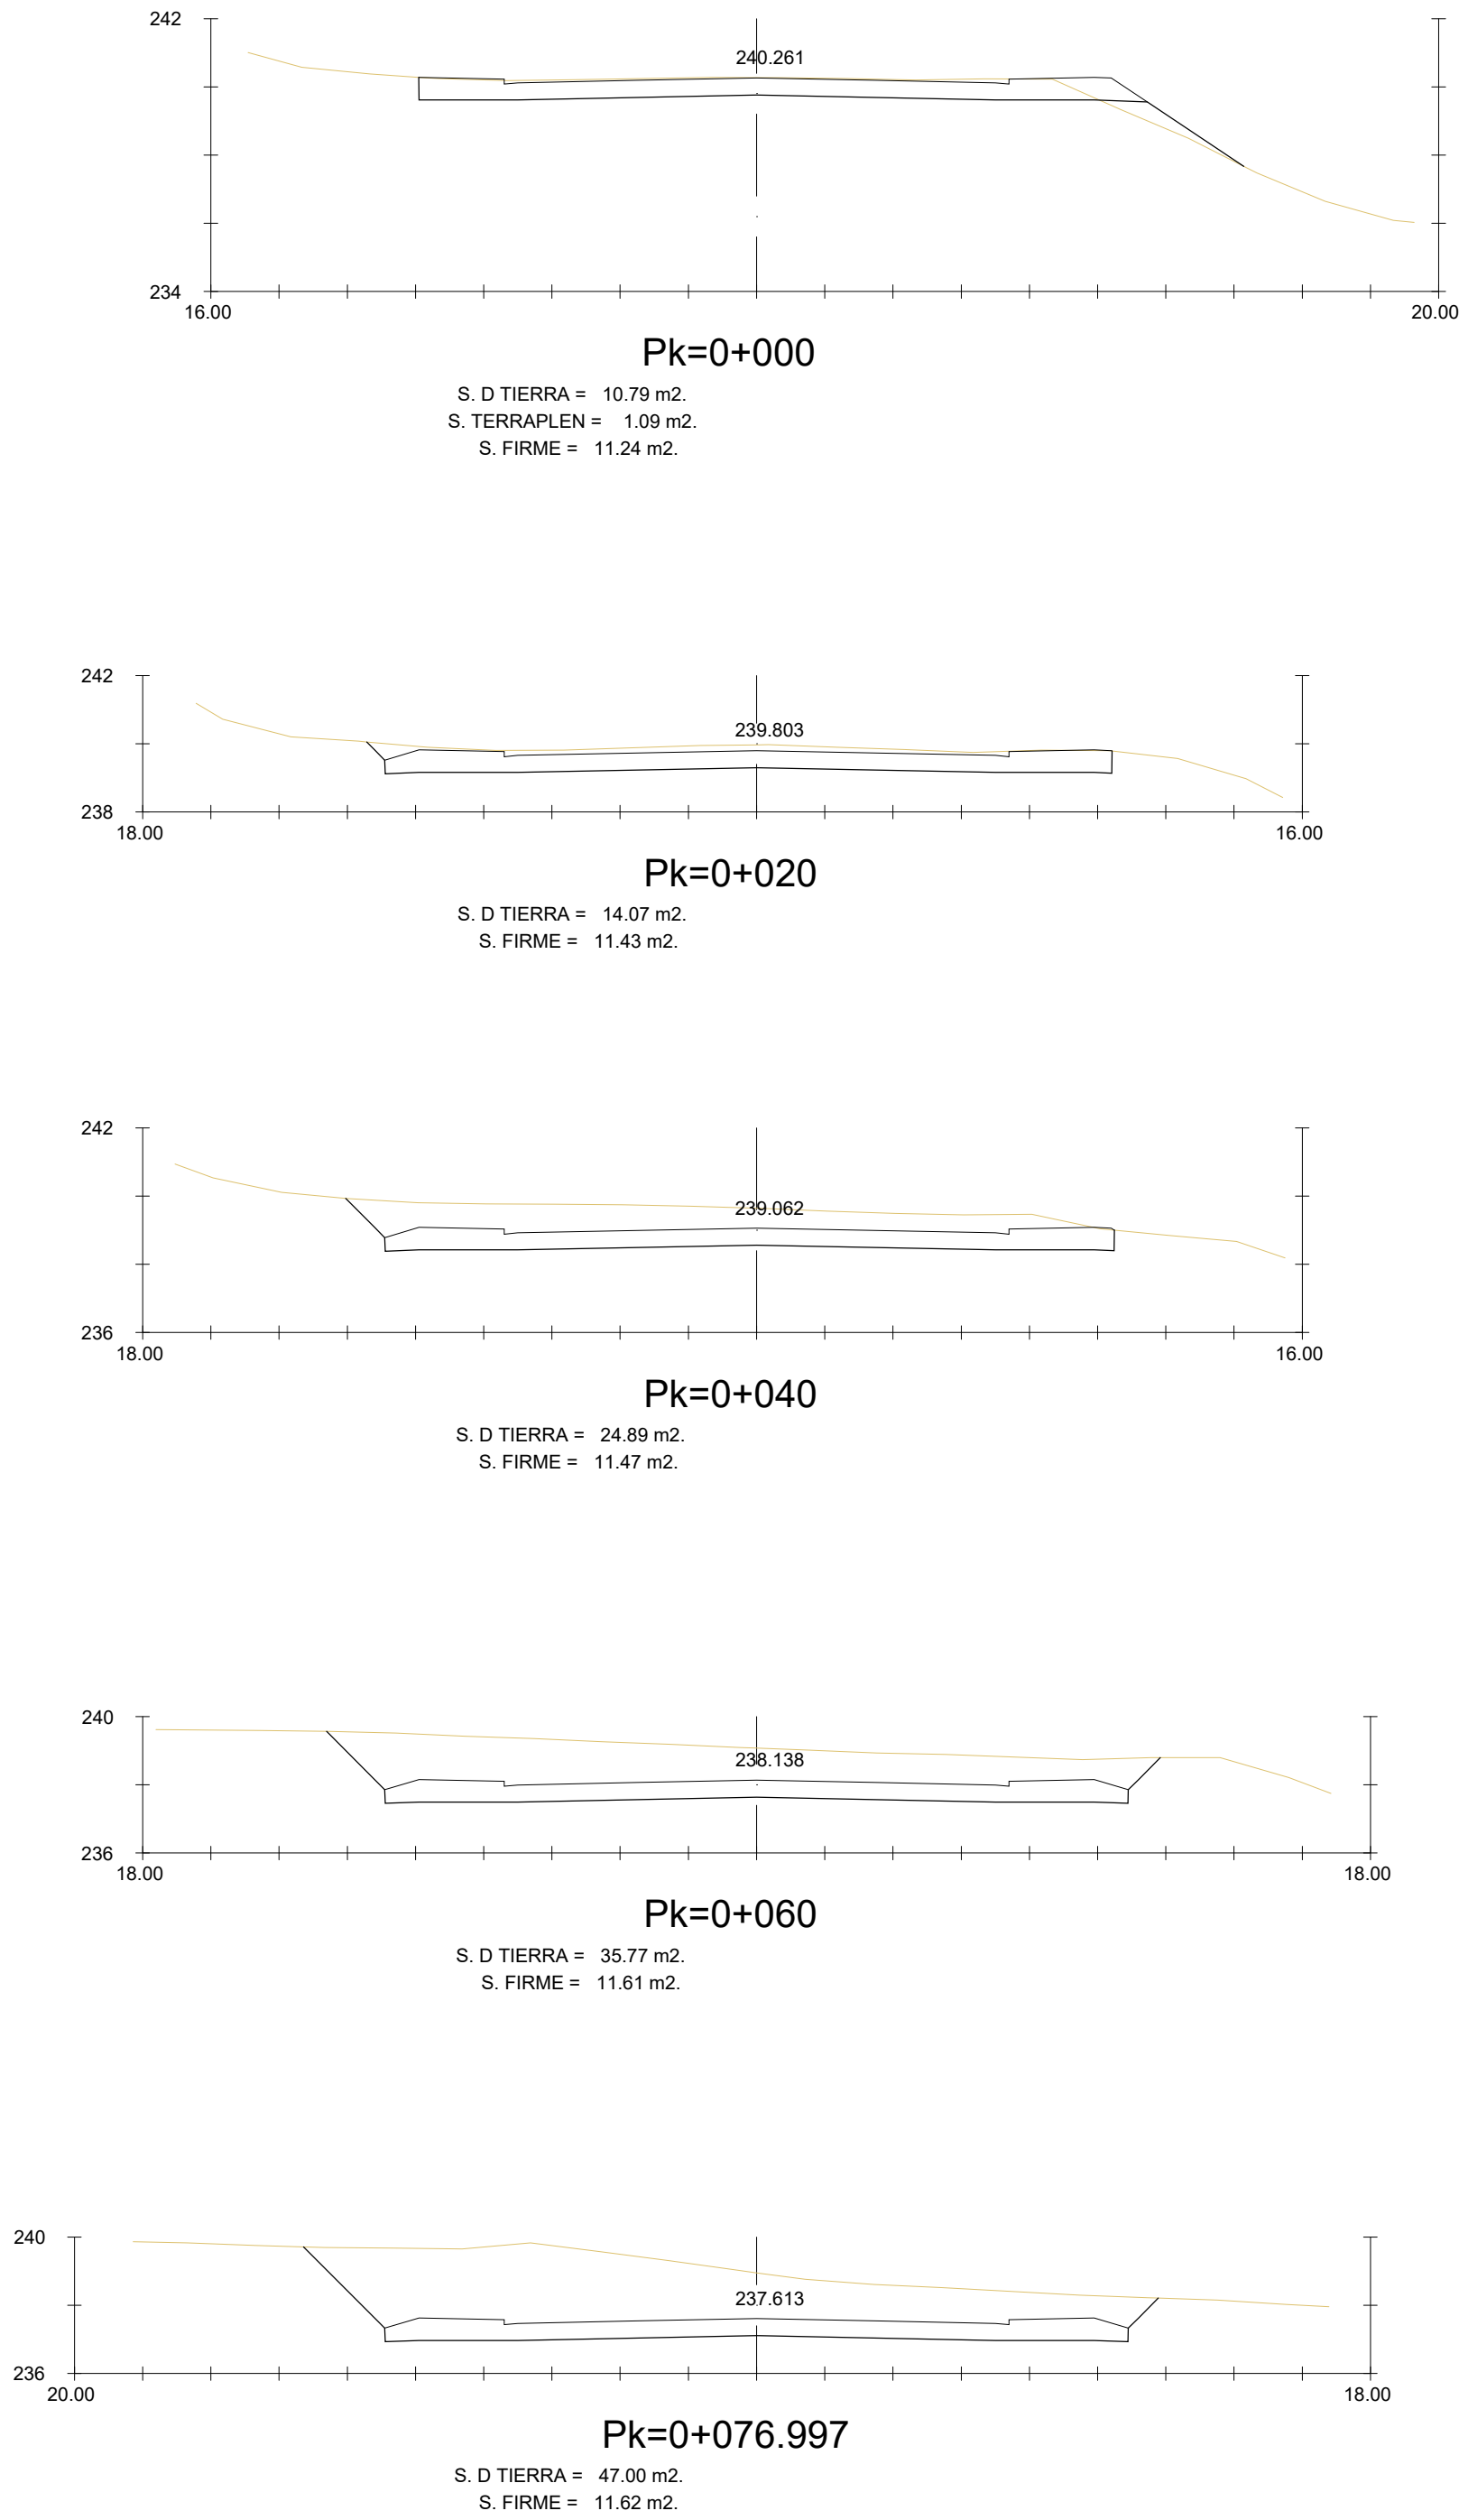 242
240.261
234
16.00 20.00
Pk=0+000
S. D TIERRA = 10.79 m2.
S. TERRAPLEN = 1.09 m2.
S. FIRME = 11.24 m2.
242
239.803
238
18.00 16.00
Pk=0+020
S. D TIERRA = 14.07 m2.
S. FIRME = 11.43 m2.
242
239.062
236
18.00 16.00
Pk=0+040
S. D TIERRA = 24.89 m2.
S. FIRME = 11.47 m2.
240
238.138
236
18.00 18.00
Pk=0+060
S. D TIERRA = 35.77 m2.
S. FIRME = 11.61 m2.
240
237.613
236
20.00 18.00
Pk=0+076.997
S. D TIERRA = 47.00 m2.
S. FIRME = 11.62 m2.